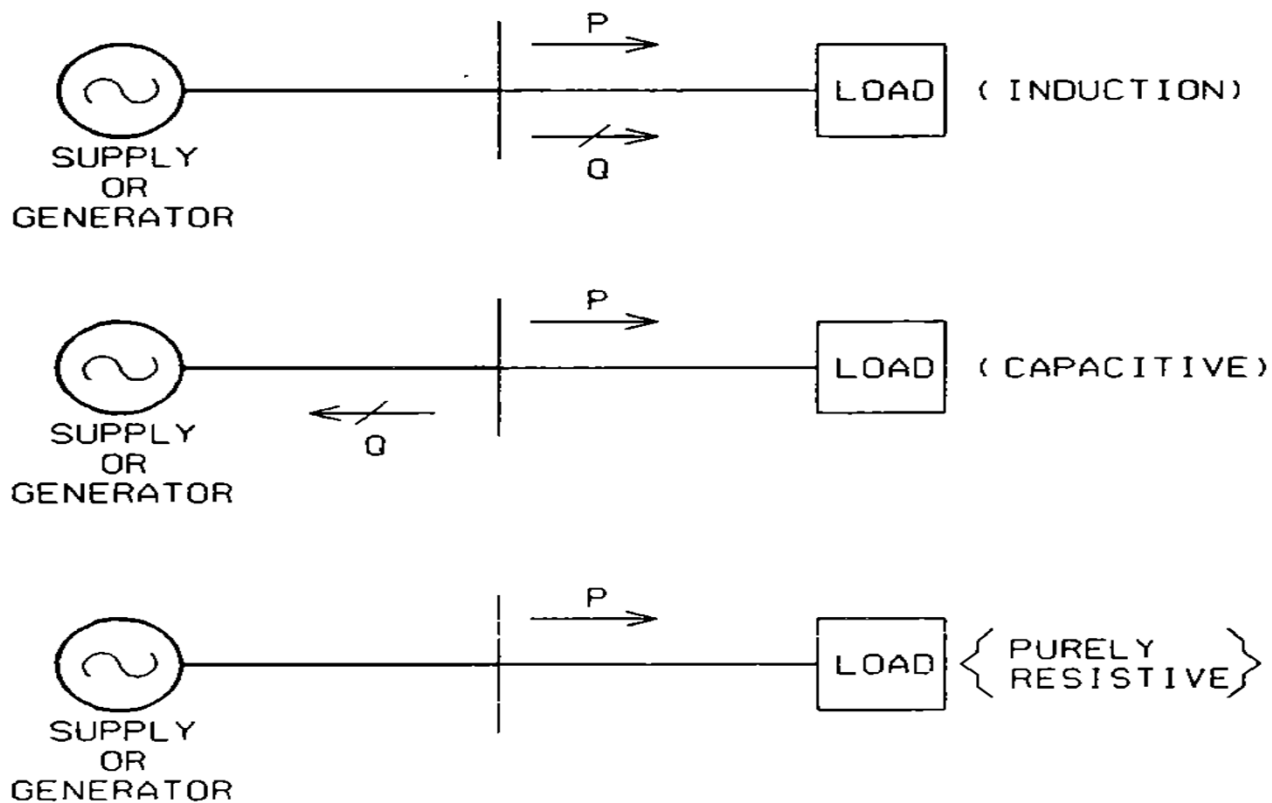 P
LOAD (INDUCTION)
Q
SUPPLY
OR
GENERATOR
P
LOAD (CAPACITIVE)
Q
SUPPLY
OR
GENERATOR
P
LOAD { PURELY
RESISTIVE }
SUPPLY
OR
GENERATOR